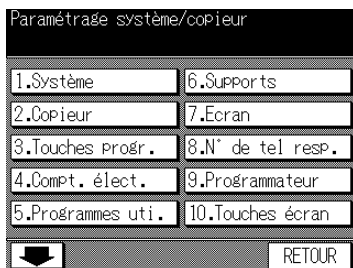 Paramétrage système/copieur
1.Système
6.Supports
2.Copieur
7.Ecran
3.Touches progr.
8.N° de tel resp.
4.Compt. élect.
9.Programmateur
5.Programmes uti.
10.Touches écran
RETOUR